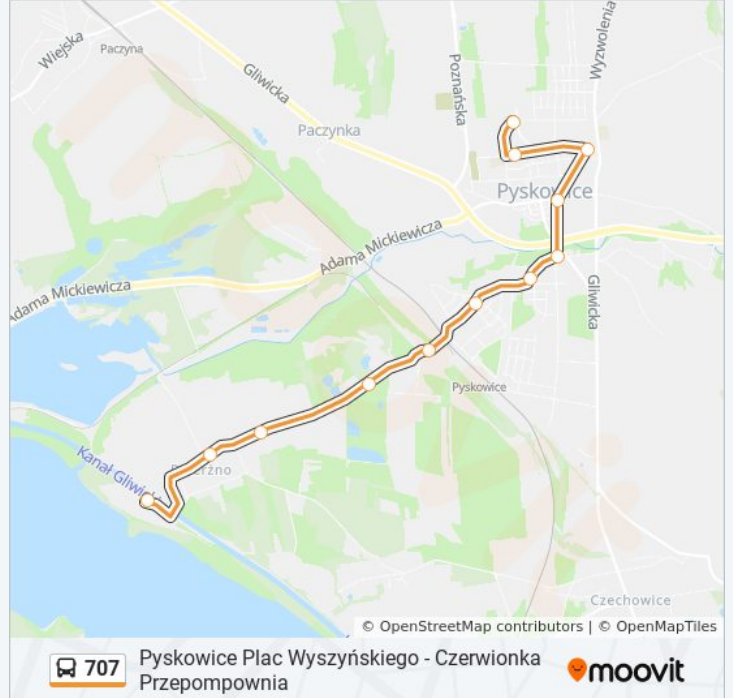 Wyzwolenia
Wiejska
Paczyna
Gliwicka
Poznańska
Paczynka
Pyskowice
Adama Mickiewicza
Adama Mickiewicza
Gliwicka
Pyskowice
Kanał Gliwicki
Czechowice
© OpenStreetMap contributors | © OpenMapTiles
707
Pyskowice Plac Wyszyńskiego - Czerwionka
Przepompownia
moovit